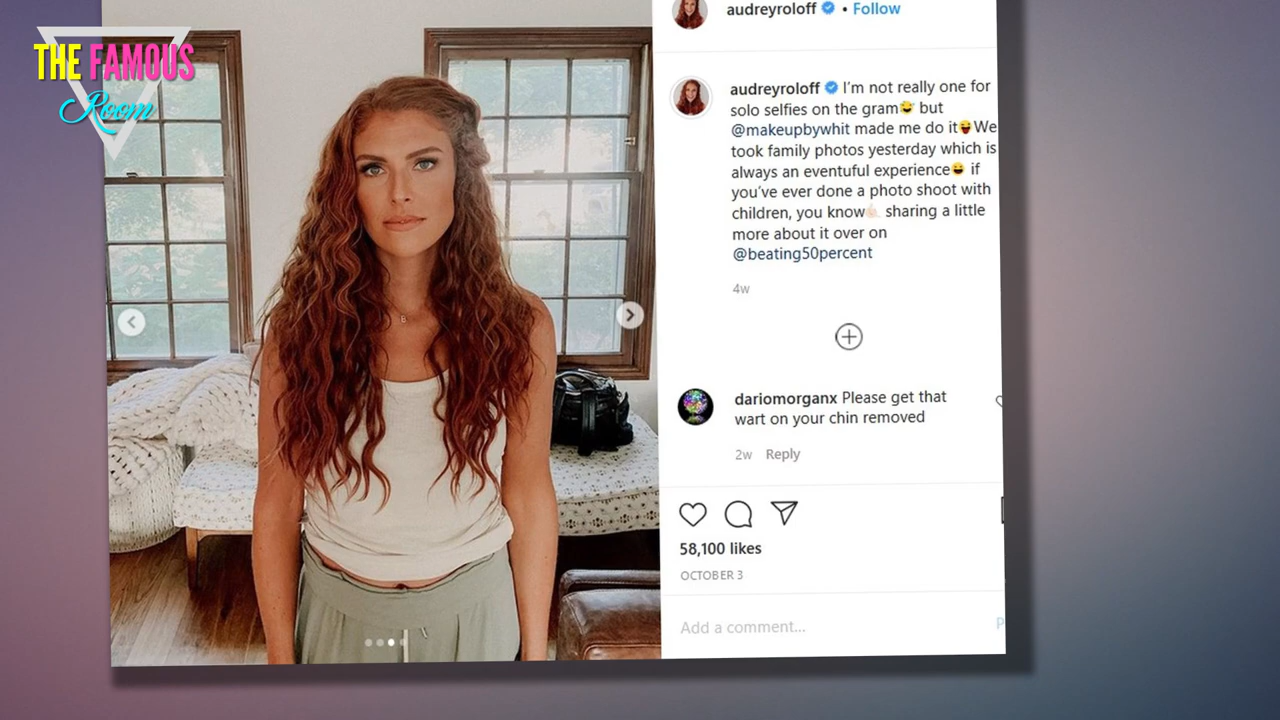 THE FAMOUS
Room
audreyroloff • Follow
audreyroloff I'm not really one for
solo selfies on the gram😅 but
@makeupbywhit made me do it😜We
took family photos yesterday which is
always an eventuful experience😆 if
you've ever done a photo shoot with
children, you know👆🏻 sharing a little
more about it over on
@beating50percent
4w
dariomorganx Please get that
wart on your chin removed
2w Reply
58,100 likes
OCTOBER 3
Add a comment...